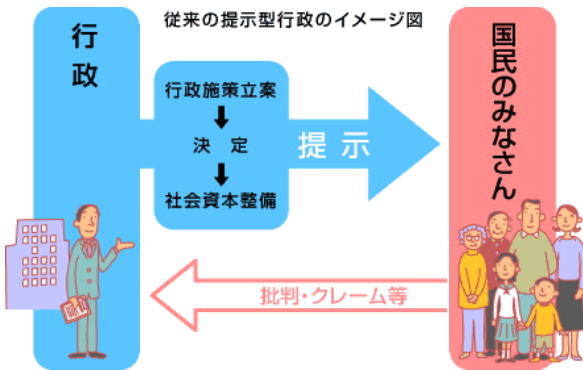 従来の提示型行政のイメージ図
行政
行政施策立案
決定
社会資本整備
提示
国民のみなさん
批判・クレーム等